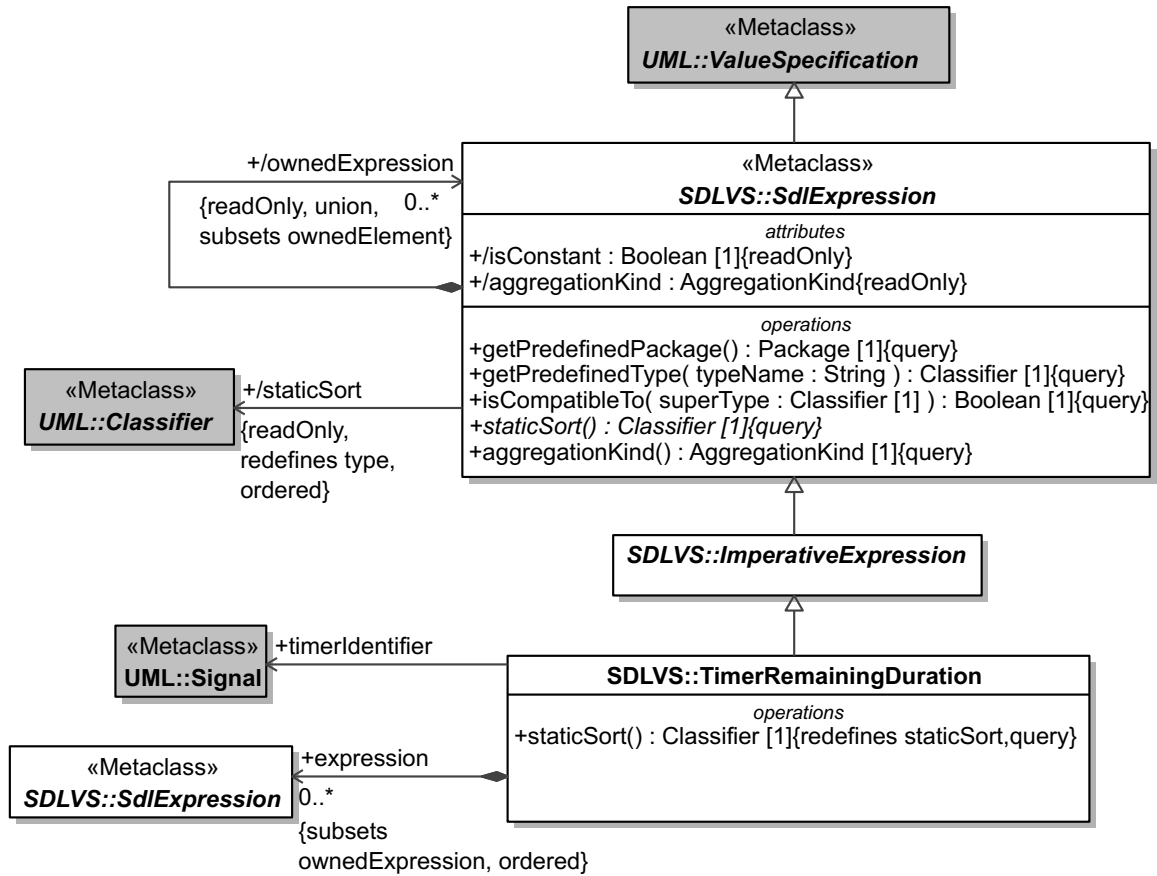 «Metaclass»
UML::ValueSpecification
+/ownedExpression
{readOnly, union,
subsets ownedElement}
0..*
«Metaclass»
SDLVS::SdlExpression
attributes
+/isConstant : Boolean [1]{readOnly}
+/aggregationKind : AggregationKind{readOnly}
operations
+getPredefinedPackage() : Package [1]{query}
+getPredefinedType( typeName : String ) : Classifier [1]{query}
+isCompatibleTo( superType : Classifier [1] ) : Boolean [1]{query}
+staticSort() : Classifier [1]{query}
+aggregationKind() : AggregationKind [1]{query}
«Metaclass»
UML::Classifier
+/staticSort
{readOnly,
redefines type,
ordered}
SDLVS::ImperativeExpression
«Metaclass»
UML::Signal
+timerIdentifier
SDLVS::TimerRemainingDuration
operations
+staticSort() : Classifier [1]{redefines staticSort,query}
«Metaclass»
SDLVS::SdlExpression
+expression
0..*
{subsets
ownedExpression, ordered}